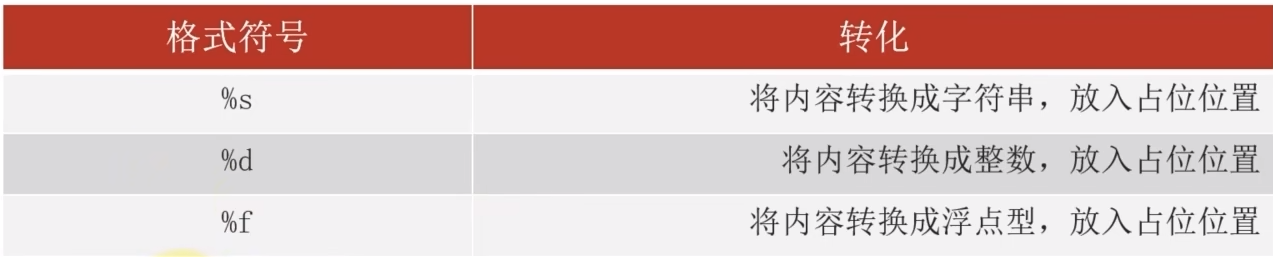 格式符号 转化
%s 将内容转换成字符串，放入占位位置
%d 将内容转换成整数，放入占位位置
%f 将内容转换成浮点型，放入占位位置